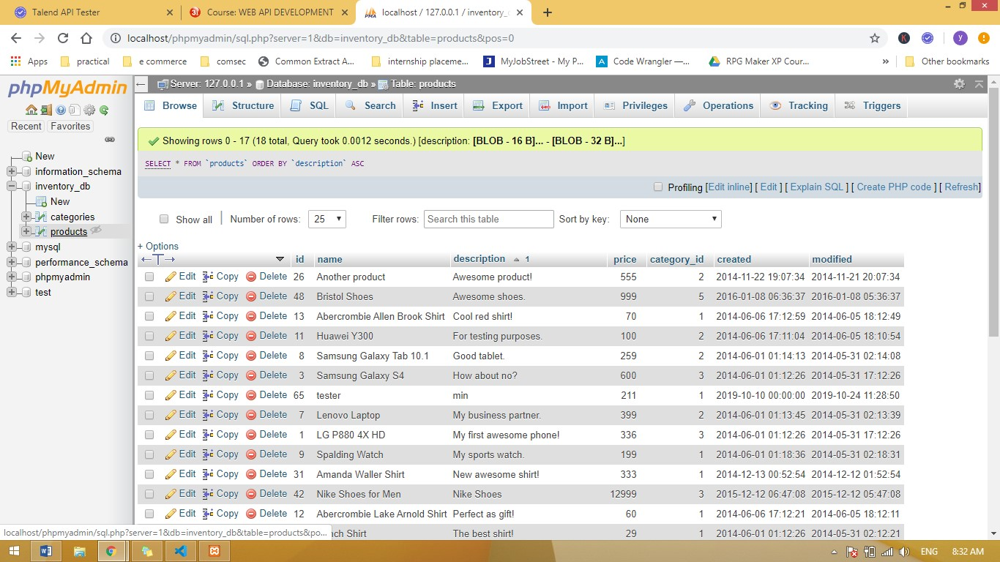 Talend API Tester
Course: WEB API DEVELOPMENT
localhost / 127.0.0.1 / inventory_
localhost/phpmyadmin/sql.php?server=1&db=inventory_db&table=products&pos=0
K
y
Apps practical e commerce comsec Common Extract A... internship placeme... MyJobStreet - My P... Code Wrangler —... RPG Maker XP Cour... » Other bookmarks
phpMyAdmin
Recent Favorites
New
information_schema
inventory_db
New
categories
products
mysql
performance_schema
phpmyadmin
test
Server: 127.0.0.1 » Database: inventory_db » Table: products
Browse Structure SQL Search Insert Export Import Privileges Operations Tracking Triggers
Showing rows 0 - 17 (18 total, Query took 0.0012 seconds.) [description: [BLOB - 16 B]... - [BLOB - 32 B]...]
SELECT * FROM `products` ORDER BY `description` ASC
Profiling [Edit inline] [ Edit ] [ Explain SQL ] [ Create PHP code ] [ Refresh]
Show all | Number of rows: 25 Filter rows: Search this table Sort by key: None
+ Options
←T→ id name description 1 price category_id created modified
Edit Copy Delete 26 Another product Awesome product! 555 2 2014-11-22 19:07:34 2014-11-21 20:07:34
Edit Copy Delete 48 Bristol Shoes Awesome shoes. 999 5 2016-01-08 06:36:37 2016-01-08 05:36:37
Edit Copy Delete 13 Abercrombie Allen Brook Shirt Cool red shirt! 70 1 2014-06-06 17:12:59 2014-06-05 18:12:49
Edit Copy Delete 11 Huawei Y300 For testing purposes. 100 2 2014-06-06 17:11:04 2014-06-05 18:10:54
Edit Copy Delete 8 Samsung Galaxy Tab 10.1 Good tablet. 259 2 2014-06-01 01:14:13 2014-05-31 02:14:08
Edit Copy Delete 3 Samsung Galaxy S4 How about no? 600 3 2014-06-01 01:12:26 2014-05-31 17:12:26
Edit Copy Delete 65 tester min 211 1 2019-10-10 00:00:00 2019-10-24 11:28:50
Edit Copy Delete 7 Lenovo Laptop My business partner. 399 2 2014-06-01 01:13:45 2014-05-31 02:13:39
Edit Copy Delete 1 LG P880 4X HD My first awesome phone! 336 3 2014-06-01 01:12:26 2014-05-31 17:12:26
Edit Copy Delete 9 Spalding Watch My sports watch. 199 1 2014-06-01 01:18:36 2014-05-31 02:18:31
Edit Copy Delete 31 Amanda Waller Shirt New awesome shirt! 333 1 2014-12-13 00:52:54 2014-12-12 01:52:54
Edit Copy Delete 42 Nike Shoes for Men Nike Shoes 12999 3 2015-12-12 06:47:08 2015-12-12 05:47:08
Edit Copy Delete 12 Abercrombie Lake Arnold Shirt Perfect as gift! 60 1 2014-06-06 17:12:21 2014-06-05 18:12:11
nch Shirt The best shirt! 29 1 2014-06-01 01:12:26 2014-05-31 02:12:21
localhost/phpmyadmin/sql.php?server=1&db=inventory_db&table=products&po...
ENG 8:32 AM